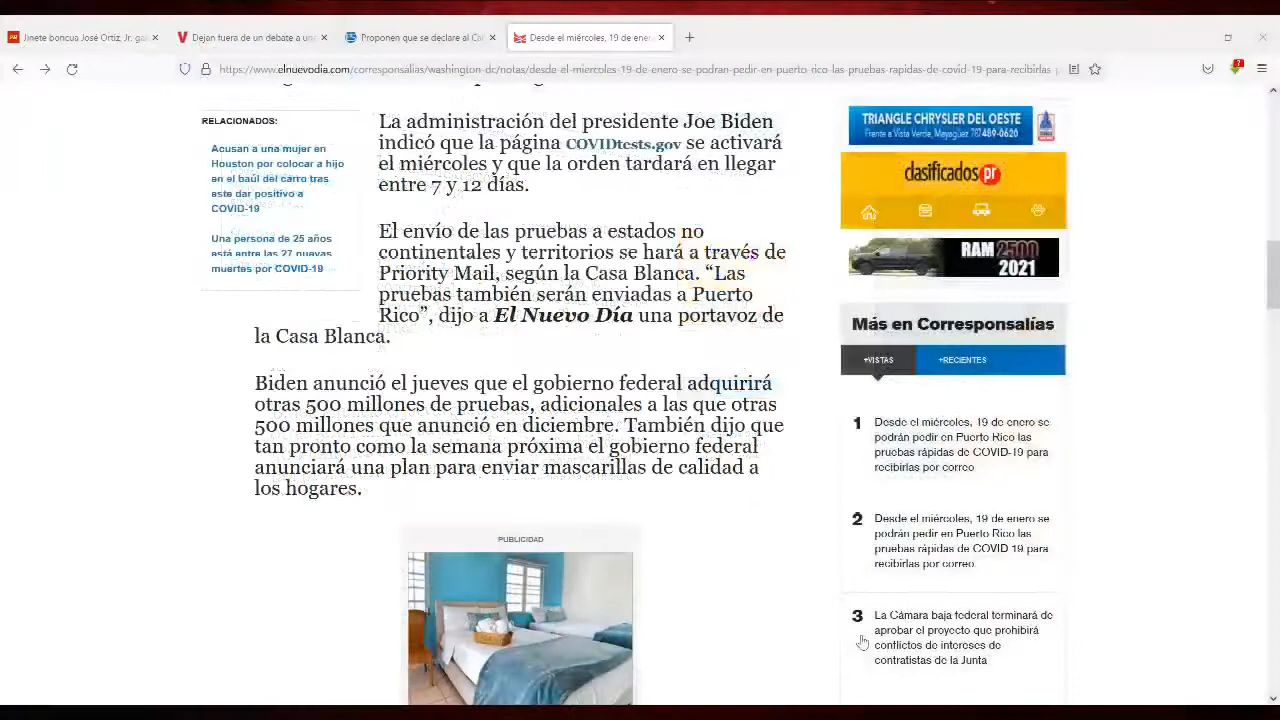 Jinete boricua José Ortiz, Jr. ga
Dejan fuera de un debate a un
Proponen que se declare al
Desde el miércoles, 19 de ene
https://www.elnuevodia.com/corresponsalias/washington-dc/notas/desde-el-miercoles-19-de-enero-se-podran-pedir-en-puerto-rico-las-pruebas-rapidas-de-covid-19-para-recibirlas
RELACIONADOS:
Acusan a una mujer en
Houston por colocar a hijo
en el baúl del carro tras
este dar positivo a
COVID-19
Una persona de 25 años
está entre las 27 nuevas
muertes por COVID-19
La administración del presidente Joe Biden
indicó que la página COVIDtests.gov se activará
el miércoles y que la orden tardará en llegar
entre 7 y 12 días.
El envío de las pruebas a estados no
continentales y territorios se hará a través de
Priority Mail, según la Casa Blanca. “Las
pruebas también serán enviadas a Puerto
Rico”, dijo a El Nuevo Día una portavoz de
la Casa Blanca.
Biden anunció el jueves que el gobierno federal adquirirá
otras 500 millones de pruebas, adicionales a las que otras
500 millones que anunció en diciembre. También dijo que
tan pronto como la semana próxima el gobierno federal
anunciará una plan para enviar mascarillas de calidad a
los hogares.
PUBLICIDAD
TRIANGLE CHRYSLER DEL OESTE
Frente a Vista Verde, Mayagüez 787-489-0620
clasificados pr
RAM 2500
2021
Más en Corresponsalías
+VISTAS
+RECIENTES
1
Desde el miércoles, 19 de enero se
podrán pedir en Puerto Rico las
pruebas rápidas de COVID-19 para
recibirlas por correo
2
Desde el miércoles, 19 de enero se
podrán pedir en Puerto Rico las
pruebas rápidas de COVID 19 para
recibirlas por correo
3
La Cámara baja federal terminará de
aprobar el proyecto que prohibirá
conflictos de intereses de
contratistas de la Junta